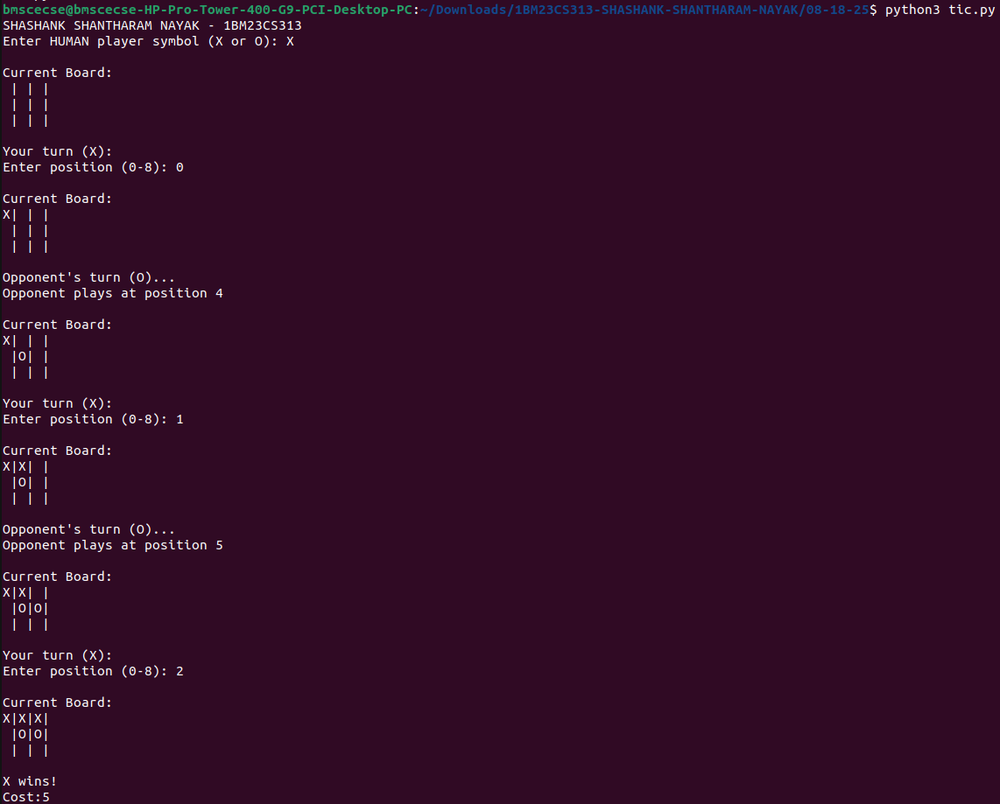 bmscecse@bmscecse-HP-Pro-Tower-400-G9-PCI-Desktop-PC:~/Downloads/1BM23CS313-SHASHANK-SHANTHARAM-NAYAK/08-18-25$ python3 tic.py
SHASHANK SHANTHARAM NAYAK - 1BM23CS313
Enter HUMAN player symbol (X or O): X

Current Board:
 | | |
 | | |
 | | |

Your turn (X):
Enter position (0-8): 0

Current Board:
X| | |
 | | |
 | | |

Opponent's turn (O)...
Opponent plays at position 4

Current Board:
X| | |
 |O| |
 | | |

Your turn (X):
Enter position (0-8): 1

Current Board:
X|X| |
 |O| |
 | | |

Opponent's turn (O)...
Opponent plays at position 5

Current Board:
X|X| |
 |O|O|
 | | |

Your turn (X):
Enter position (0-8): 2

Current Board:
X|X|X|
 |O|O|
 | | |

X wins!
Cost:5